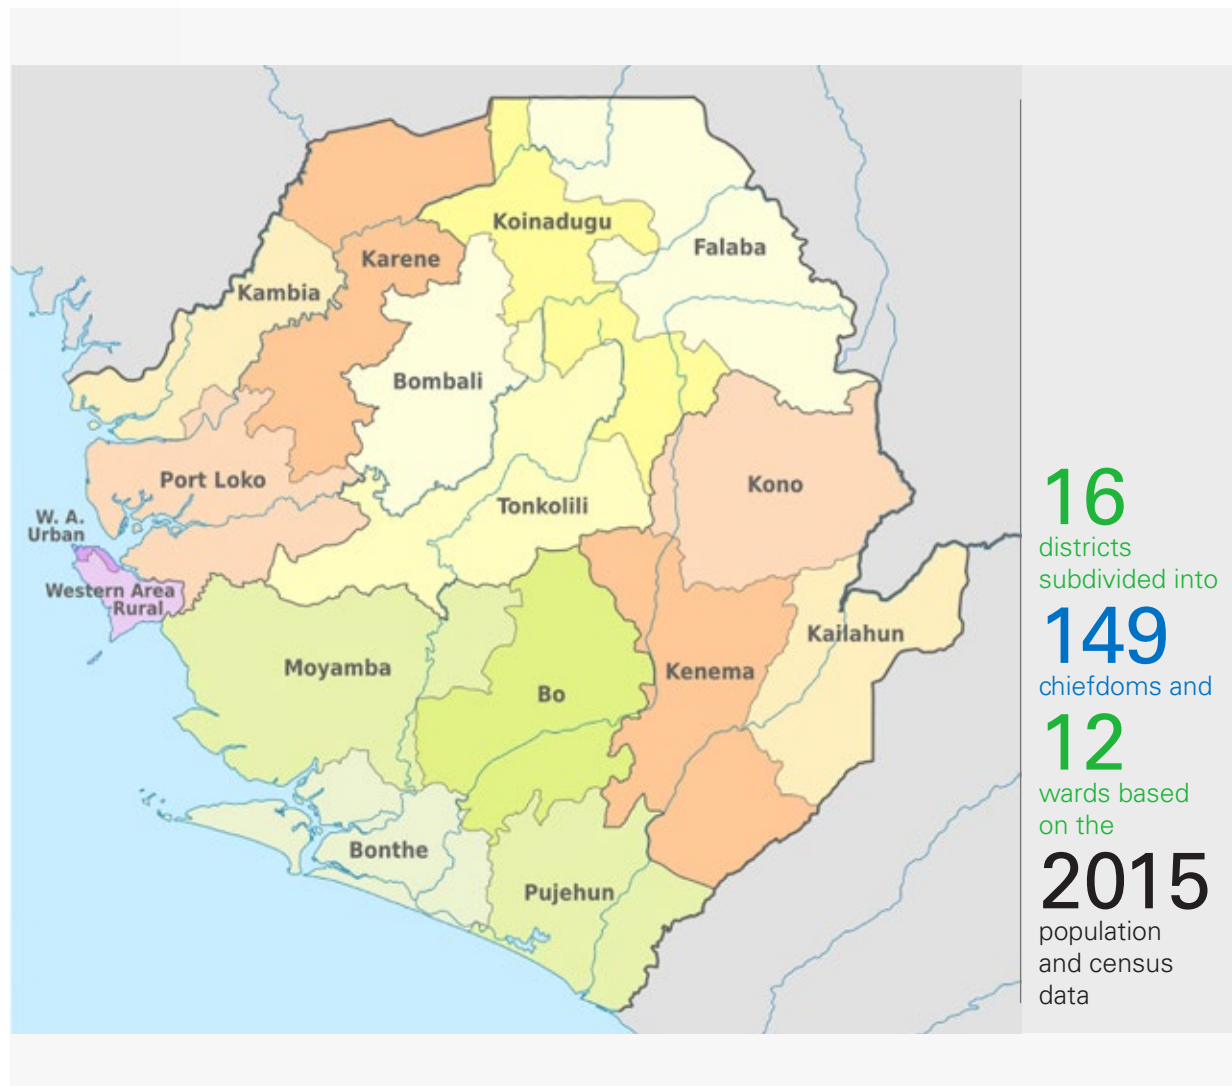 Koinadugu
Falaba
Karene
Kambia
Bombali
Port Loko
Kono
Tonkolili
W. A.
Urban
Western Area
Rural
Kailahun
Moyamba
Kenema
Bo
Bonthe
Pujehun
16
districts
subdivided into
149
chiefdoms and
12
wards based
on the
2015
population
and census
data